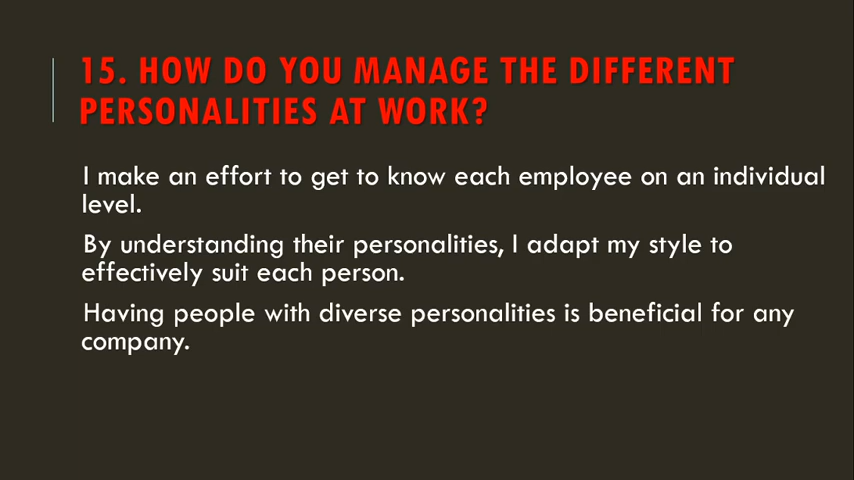 15. HOW DO YOU MANAGE THE DIFFERENT
PERSONALITIES AT WORK?
I make an effort to get to know each employee on an individual
level.
By understanding their personalities, I adapt my style to
effectively suit each person.
Having people with diverse personalities is beneficial for any
company.